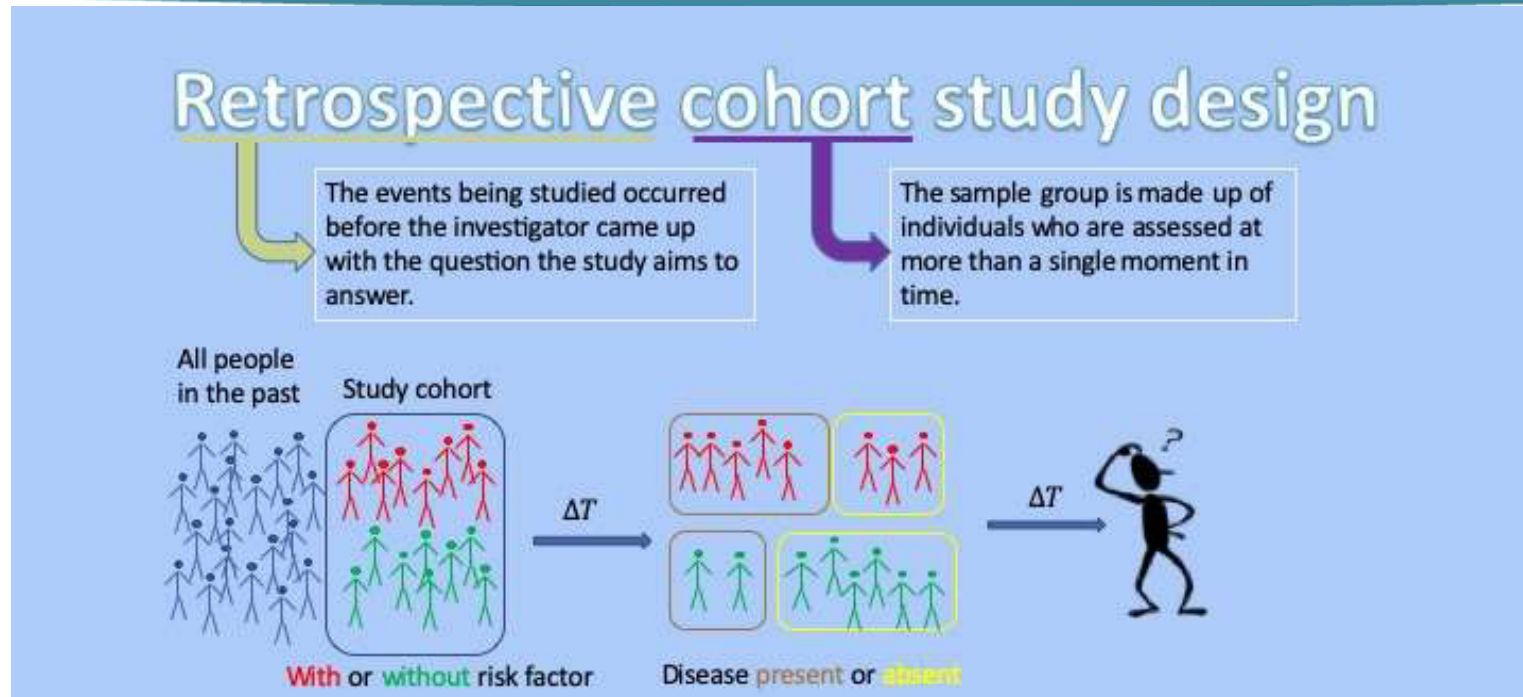 Retrospective cohort study design
The events being studied occurred
before the investigator came up
with the question the study aims to
answer.
The sample group is made up of
individuals who are assessed at
more than a single moment in
time.
All people
in the past
Study cohort
ΔT
ΔT
?
With or without risk factor
Disease present or absent